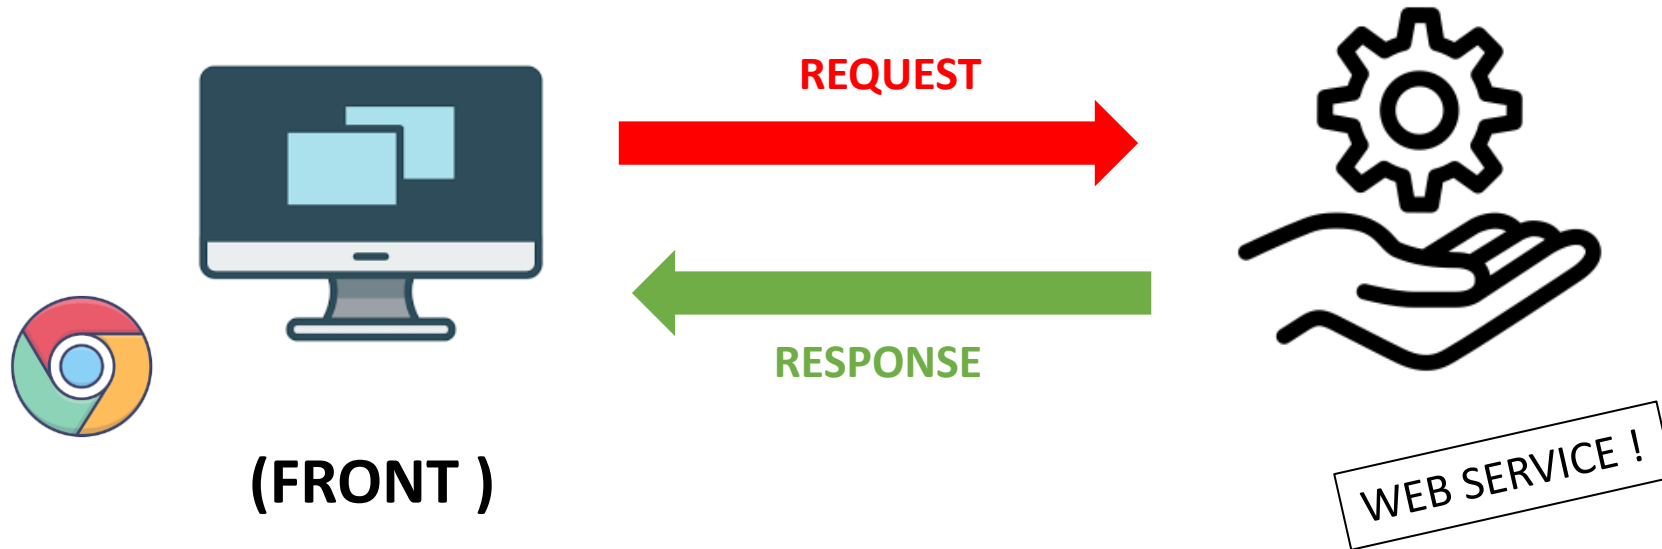 REQUEST
RESPONSE
(FRONT )
WEB SERVICE !